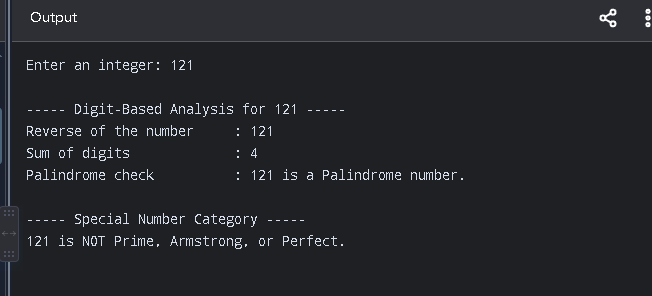 Output
Enter an integer: 121
----- Digit-Based Analysis for 121 -----
Reverse of the number     : 121
Sum of digits             : 4
Palindrome check          : 121 is a Palindrome number.
----- Special Number Category -----
121 is NOT Prime, Armstrong, or Perfect.